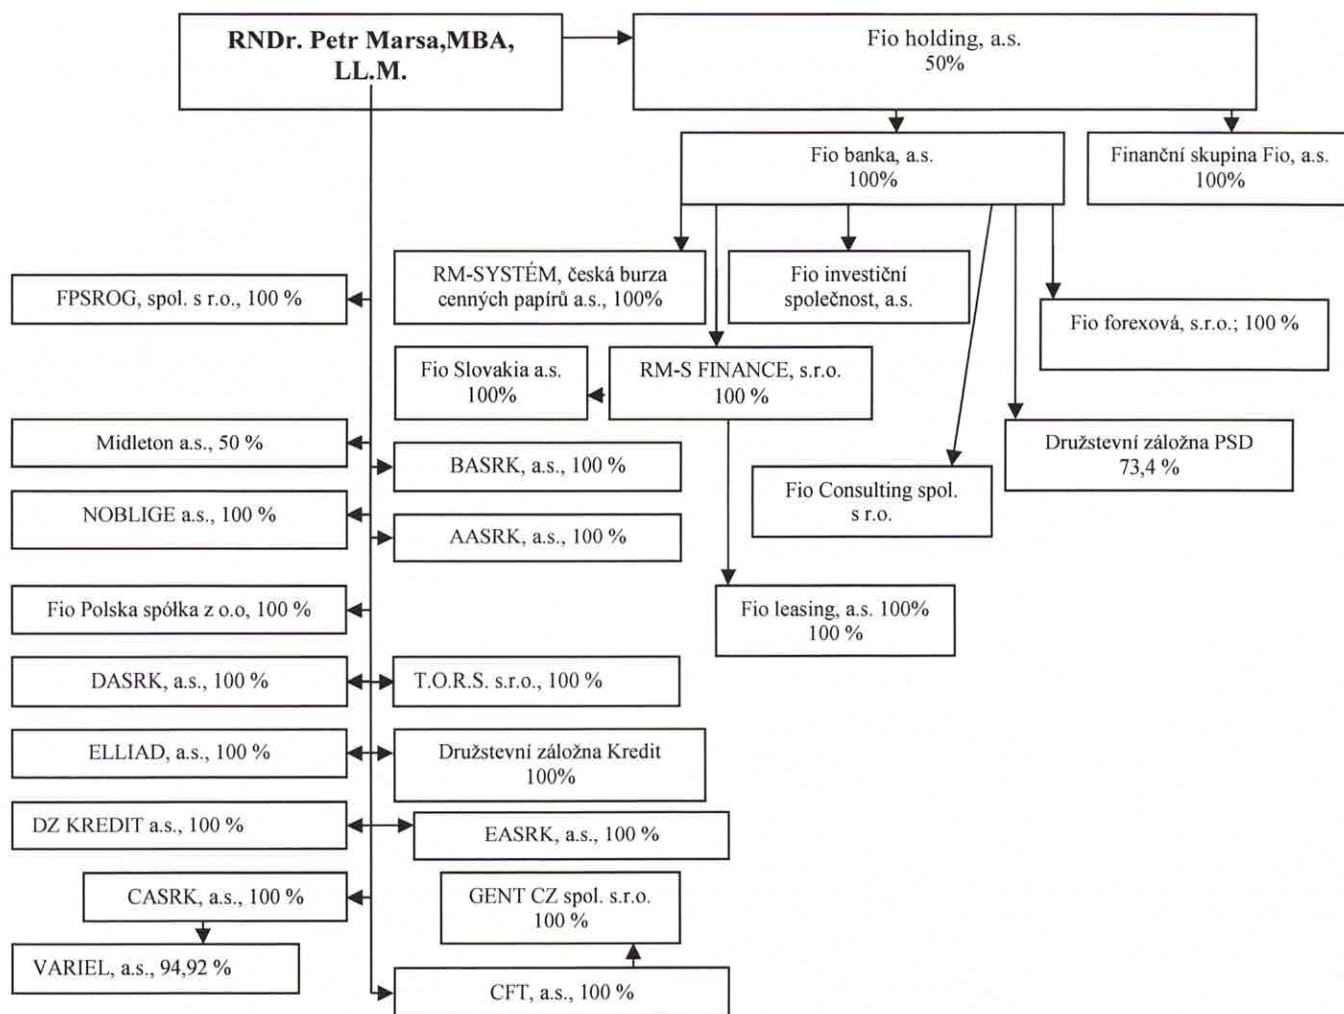 RNDr. Petr Marsa,MBA,
LL.M.
Fio holding, a.s.
50%
Fio banka, a.s.
100%
Finanční skupina Fio, a.s.
100%
RM-SYSTÉM, česká burza
cenných papírů a.s., 100%
Fio investiční
společnost, a.s.
FPSROG, spol. s r.o., 100 %
Fio forexová, s.r.o.; 100 %
Fio Slovakia a.s.
100%
RM-S FINANCE, s.r.o.
100 %
Midleton a.s., 50 %
BASRK, a.s., 100 %
Družstevní záložna PSD
73,4 %
Fio Consulting spol.
s r.o.
NOBLIGE a.s., 100 %
AASRK, a.s., 100 %
Fio Polska spółka z o.o, 100 %
Fio leasing, a.s. 100%
100 %
DASRK, a.s., 100 %
T.O.R.S. s.r.o., 100 %
ELLIAD, a.s., 100 %
Družstevní záložna Kredit
100%
DZ KREDIT a.s., 100 %
EASRK, a.s., 100 %
CASRK, a.s., 100 %
GENT CZ spol. s.r.o.
100 %
VARIEL, a.s., 94,92 %
CFT, a.s., 100 %